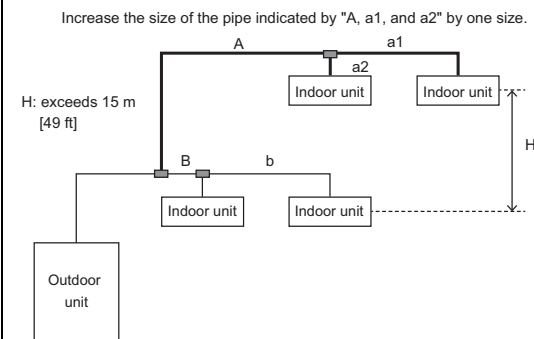 Increase the size of the pipe indicated by "A, a1, and a2" by one size.
A
a1
a2
Indoor unit
Indoor unit
H: exceeds 15 m
[49 ft]
H
B
b
Indoor unit
Indoor unit
Outdoor
unit